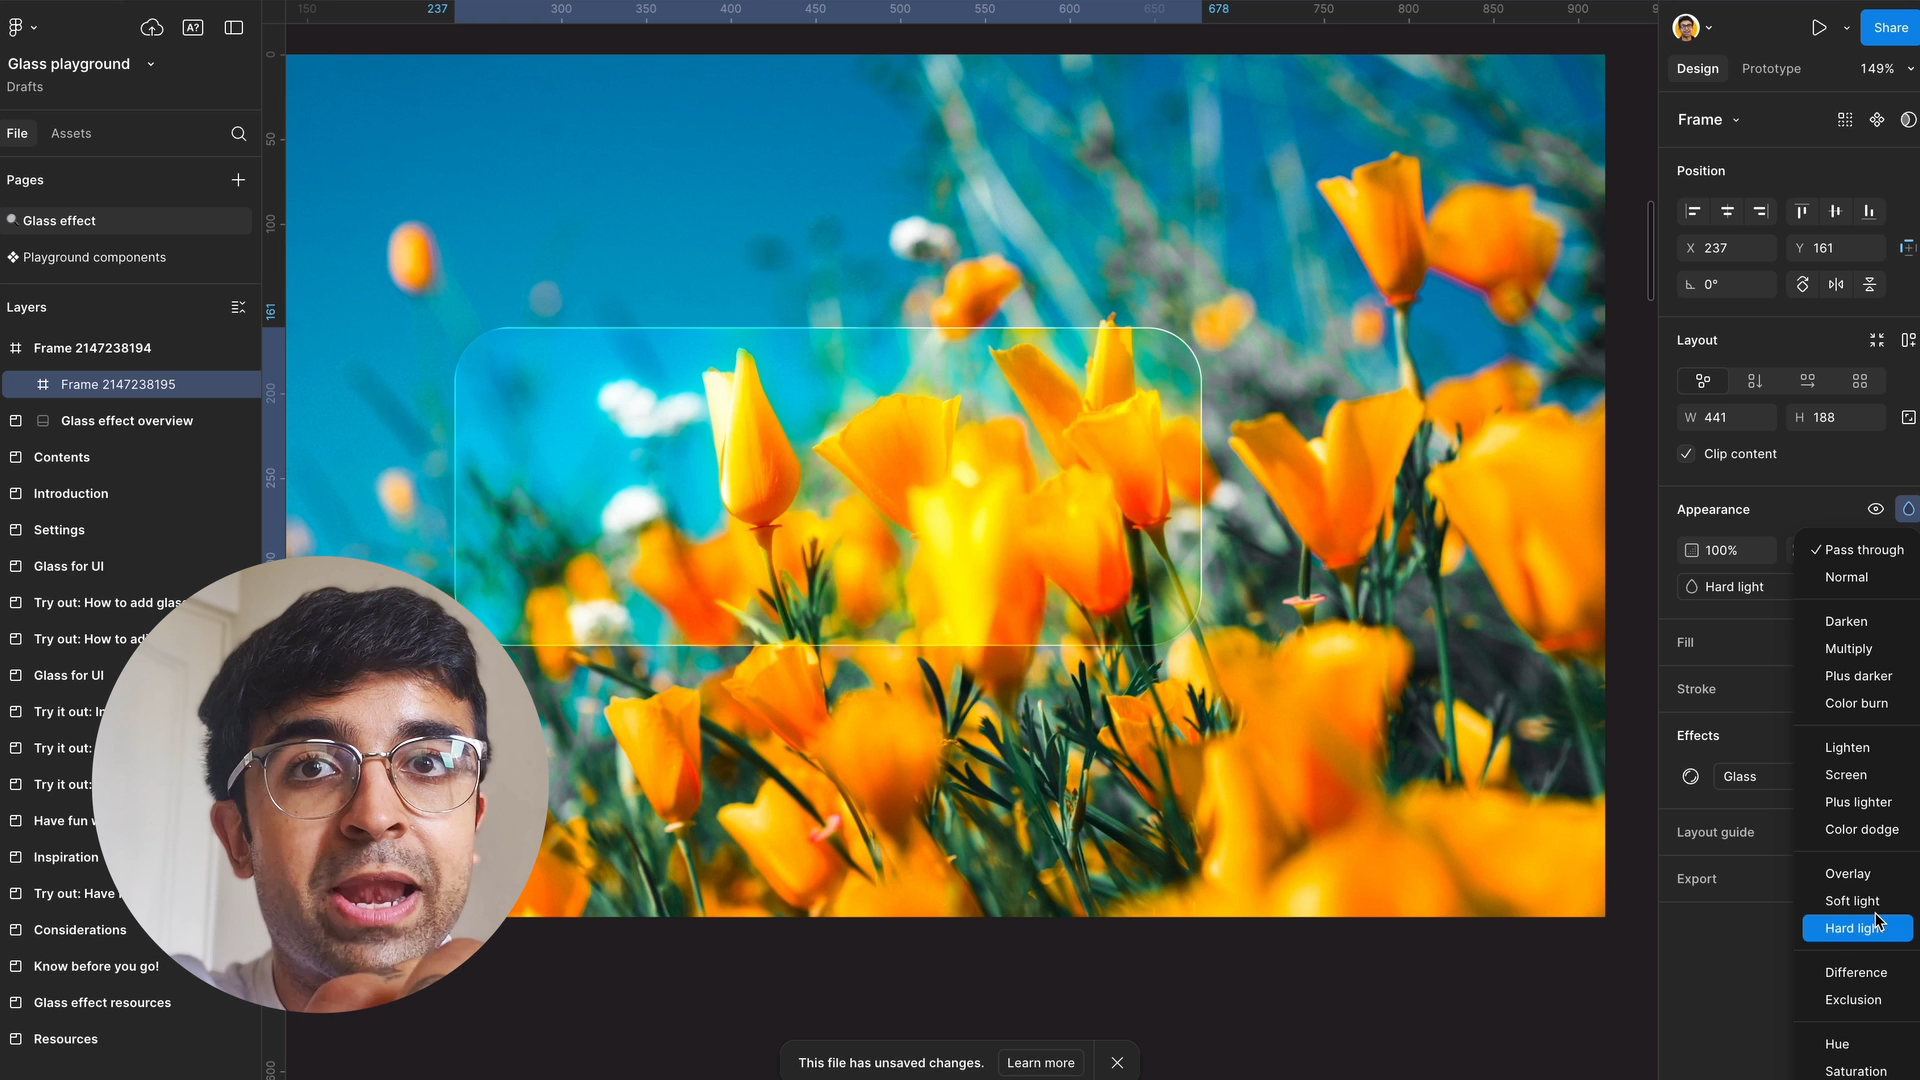 Glass playground
Drafts
File
Assets
Pages
Glass effect
Playground components
Layers
Frame 2147238194
Frame 2147238195
Glass effect overview
Contents
Introduction
Settings
Glass for UI
Try out: How to add glas
Try out: How to ad
Glass for UI
Try it out: I
Try it out:
Try it out:
Have fun
Inspiration
Try out: Have
Considerations
Know before you go!
Glass effect resources
Resources
150 237 300 350 400 450 500 550 600 650 678 750 800 850 900
0
50
100
161
200
250
600
This file has unsaved changes.
Learn more
A?
Share
Design
Prototype
149%
Frame
Position
X 237
Y 161
0°
Layout
W 441
H 188
Clip content
Appearance
100%
Hard light
Fill
Stroke
Effects
Glass
Layout guide
Export
Pass through
Normal
Darken
Multiply
Plus darker
Color burn
Lighten
Screen
Plus lighter
Color dodge
Overlay
Soft light
Hard light
Difference
Exclusion
Hue
Saturation